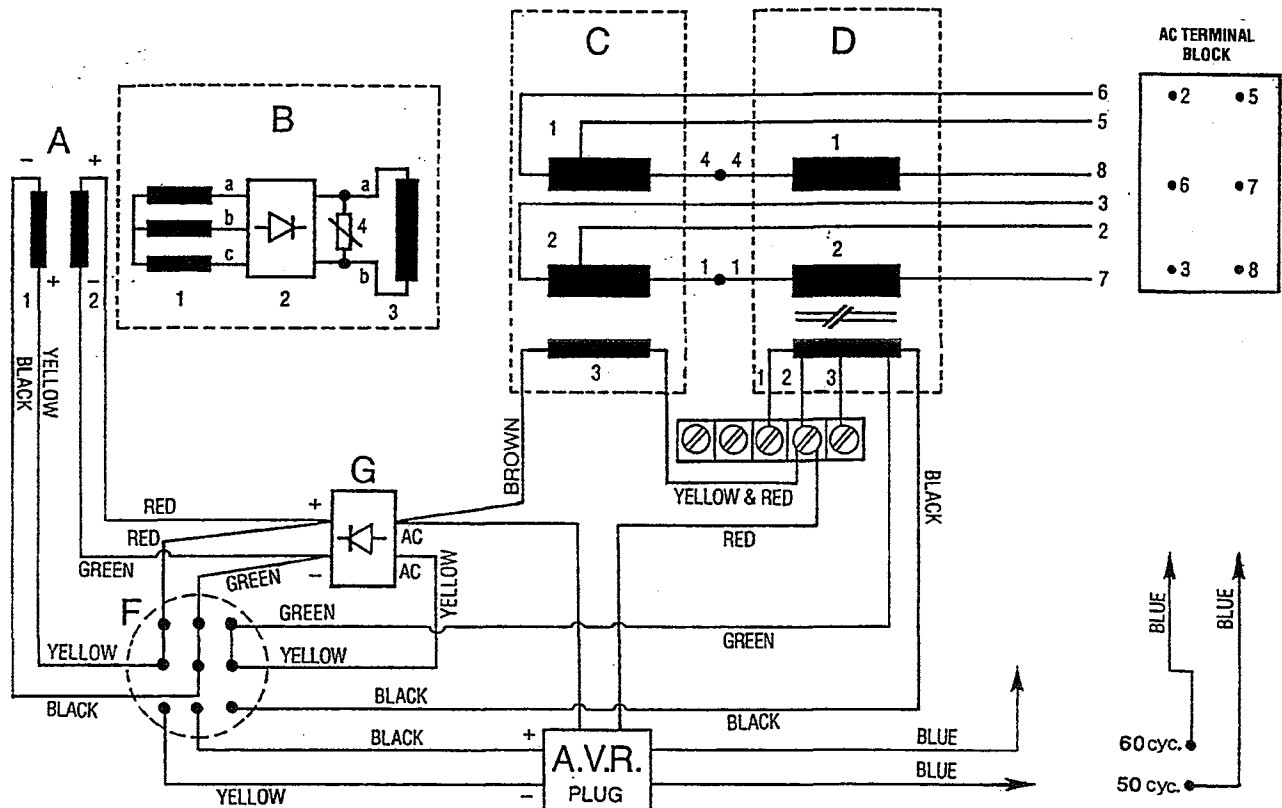 C
D
AC TERMINAL
BLOCK
B
A
6
5
8
3
2
7
2
5
6
7
3
8
- +
1
4 4
1
a
b
c
a
4
b
2
1 1
2
+ -
1
2
1
2
3
3
1 2 3
BLACK
YELLOW
BROWN
YELLOW & RED
BLACK
G
RED
RED
+
AC
RED
GREEN
GREEN
-
AC
YELLOW
BLUE
BLUE
F
GREEN
GREEN
YELLOW
YELLOW
BLACK
BLACK
BLACK
BLACK
+
A.V.R.
PLUG
BLUE
BLUE
60 cyc.
50 cyc.
YELLOW
-